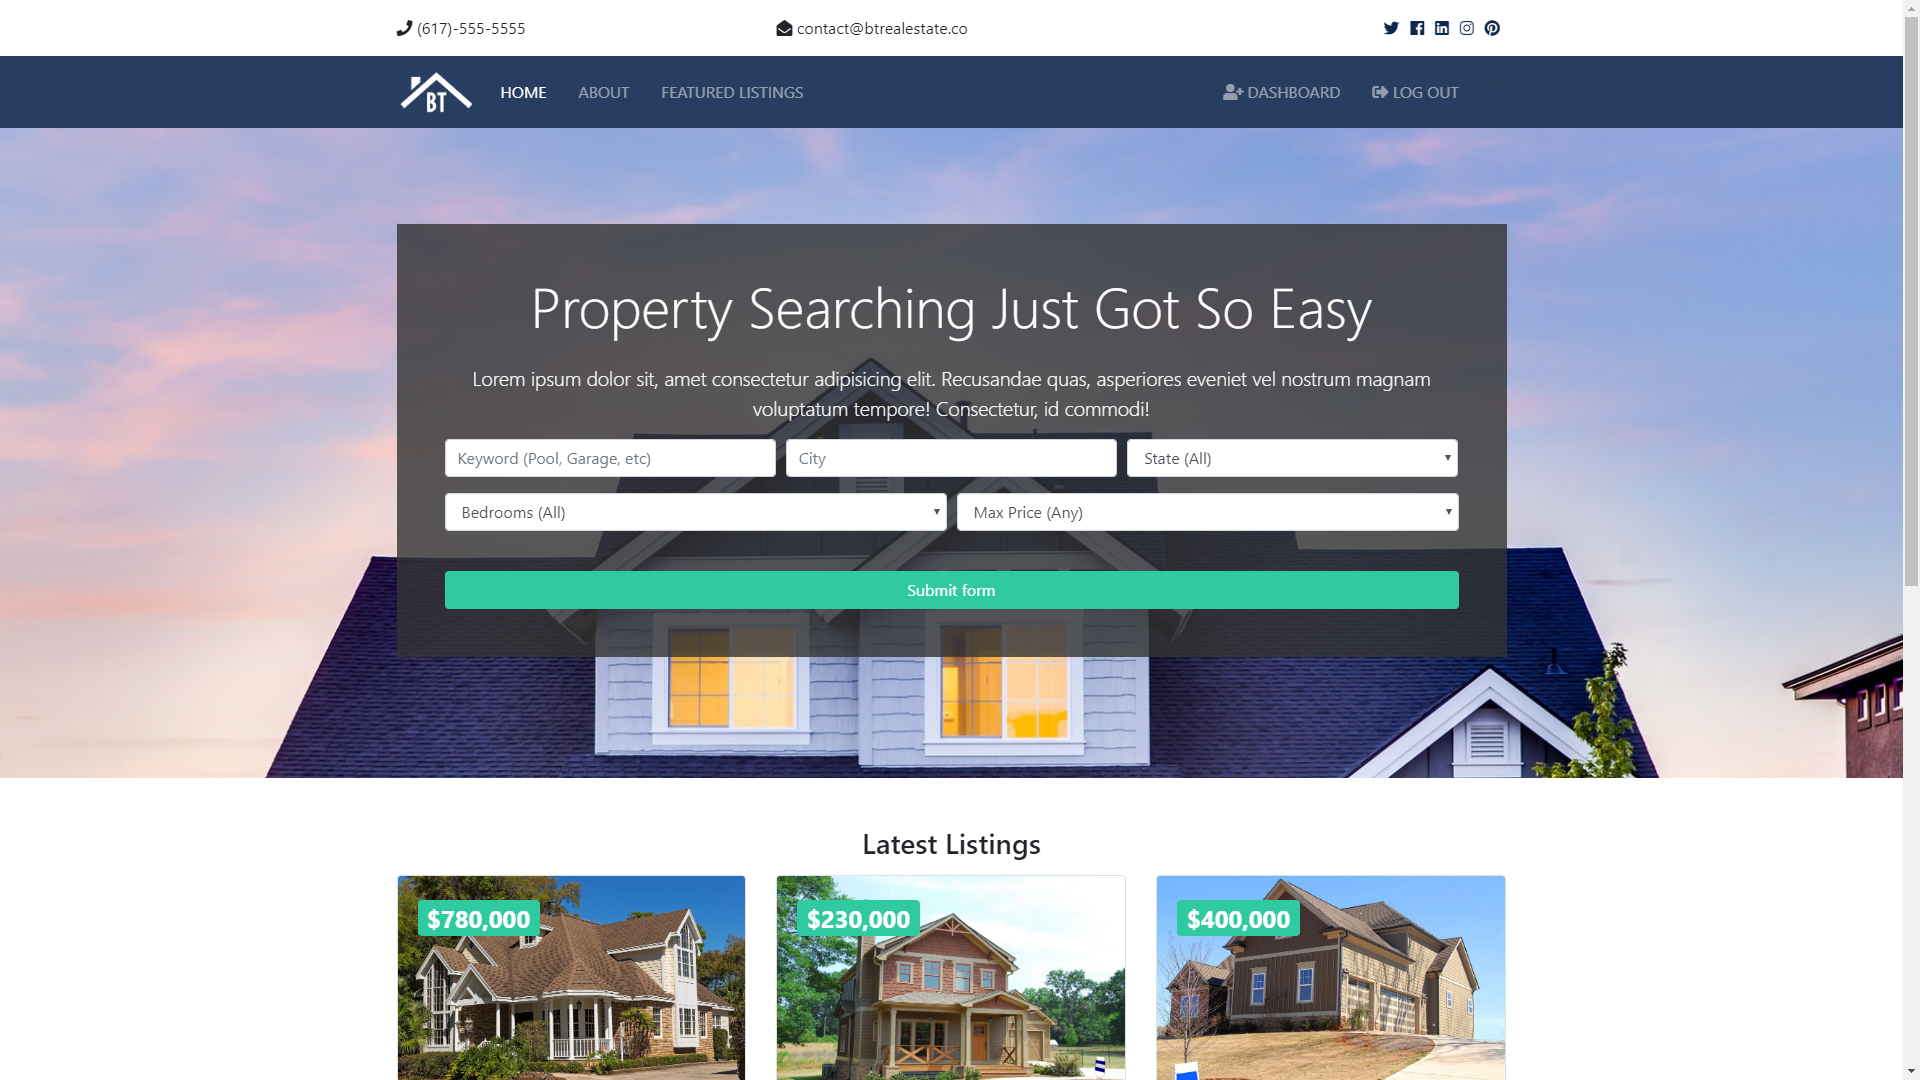 (617)-555-5555
contact@btrealestate.co
BT
HOME
ABOUT
FEATURED LISTINGS
DASHBOARD
LOG OUT
Property Searching Just Got So Easy
Lorem ipsum dolor sit, amet consectetur adipisicing elit. Recusandae quas, asperiores eveniet vel nostrum magnam
voluptatum tempore! Consectetur, id commodi!
Keyword (Pool, Garage, etc)
City
State (All)
Bedrooms (All)
Max Price (Any)
Submit form
Latest Listings
$780,000
$230,000
$400,000